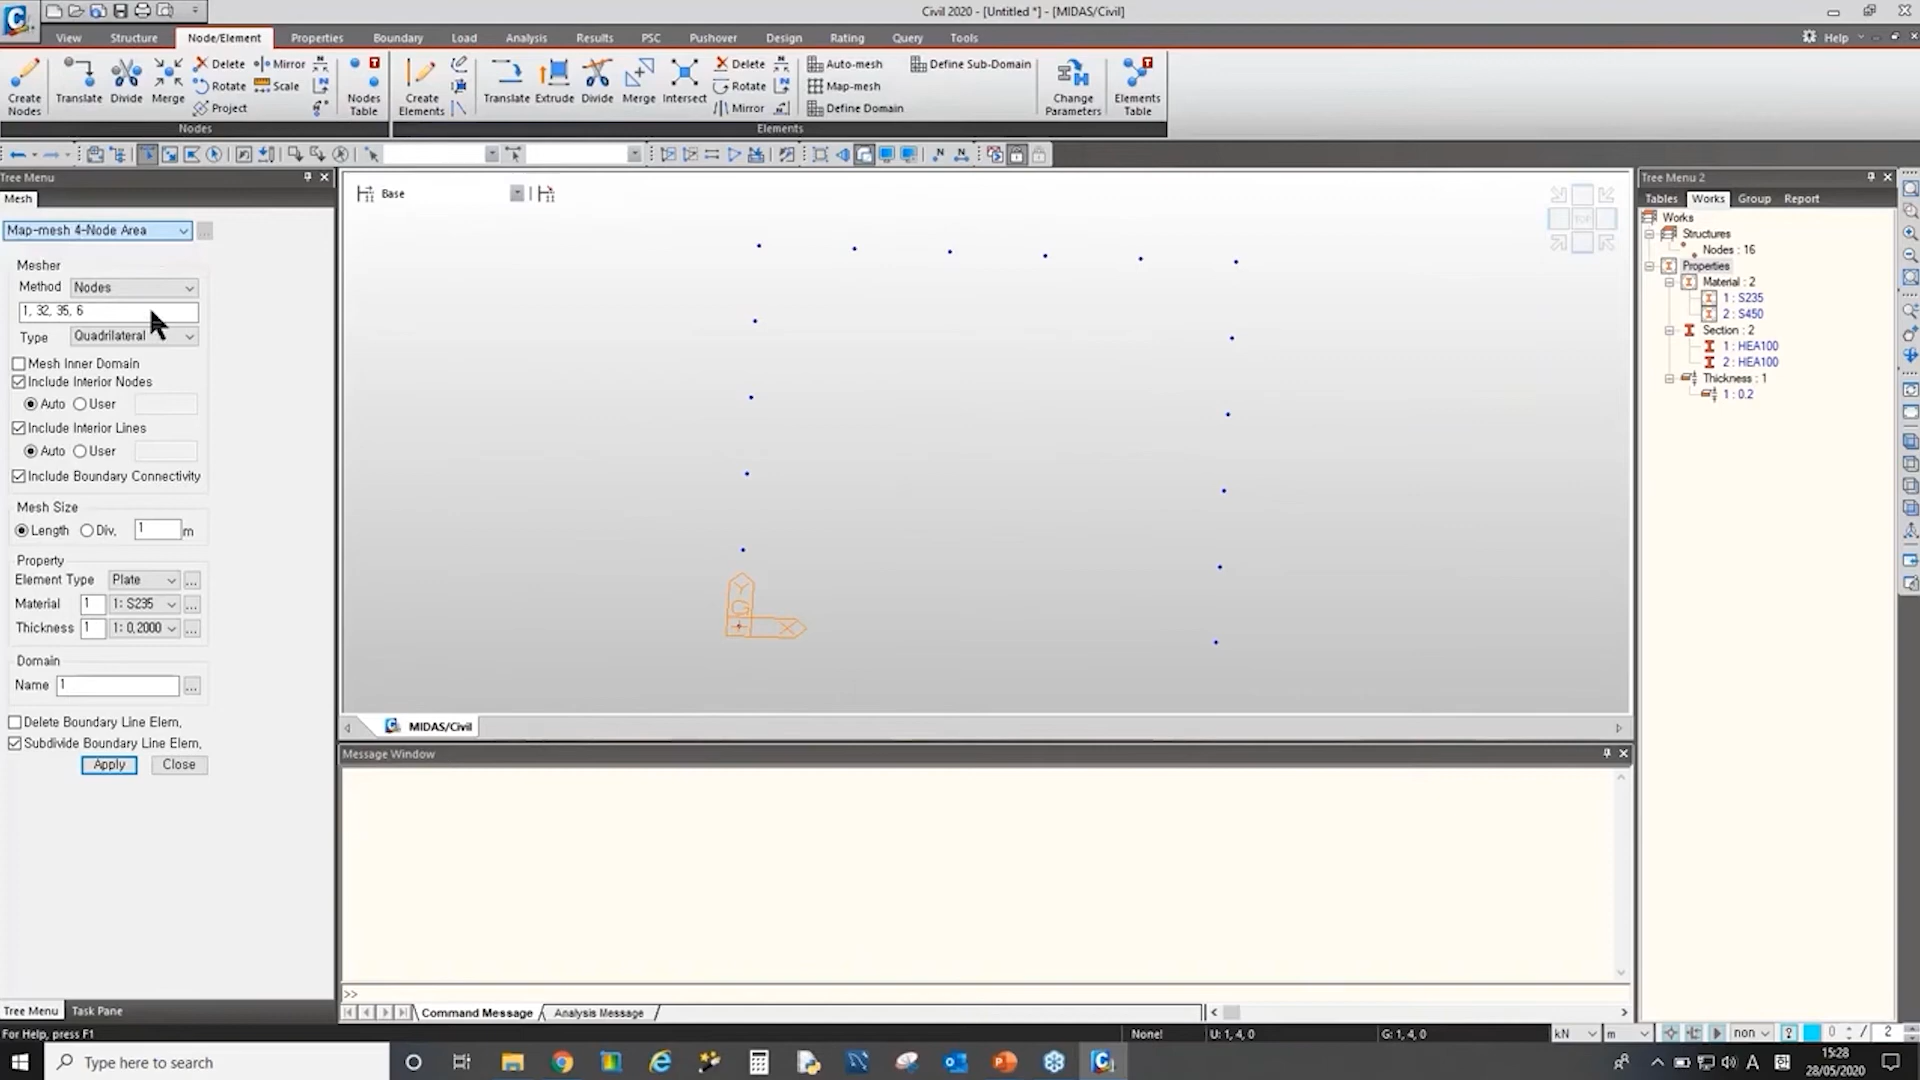 Civil 2020 - [Untitled *] - [MIDAS/Civil]
View Structure Node/Element Properties Boundary Load Analysis Results PSC Pushover Design Rating Query Tools
Help
Create Nodes
Translate Divide Merge
Delete Mirror
Rotate Scale
Project
Nodes Table
Create Elements
Translate Extrude Divide Merge Intersect
Delete
Rotate
Mirror
Auto-mesh
Map-mesh
Define Domain
Define Sub-Domain
Change Parameters
Elements Table
Nodes
Elements
Tree Menu
Mesh
Map-mesh 4-Node Area
Mesher
Method Nodes
1, 32, 35, 6
Type Quadrilateral
Mesh Inner Domain
Include Interior Nodes
Auto User
Include Interior Lines
Auto User
Include Boundary Connectivity
Mesh Size
Length Div, 1 m
Property
Element Type Plate ...
Material 1 1: S235 ...
Thickness 1 1: 0,2000 ...
Domain
Name 1 ...
Delete Boundary Line Elem,
Subdivide Boundary Line Elem,
Apply Close
Tree Menu Task Pane
For Help, press F1
Base
TOP
Y
G
X
MIDAS/Civil
Message Window
>>
Command Message Analysis Message
Tree Menu 2
Tables Works Group Report
Works
Structures
Nodes : 16
Properties
Material : 2
1 : S235
2 : S450
Section : 2
1 : HEA100
2 : HEA100
Thickness : 1
1 : 0.2
None! U: 1, 4, 0 G: 1, 4, 0 kN m non ? 0 / 2
Type here to search
A
15:28
28/05/2020